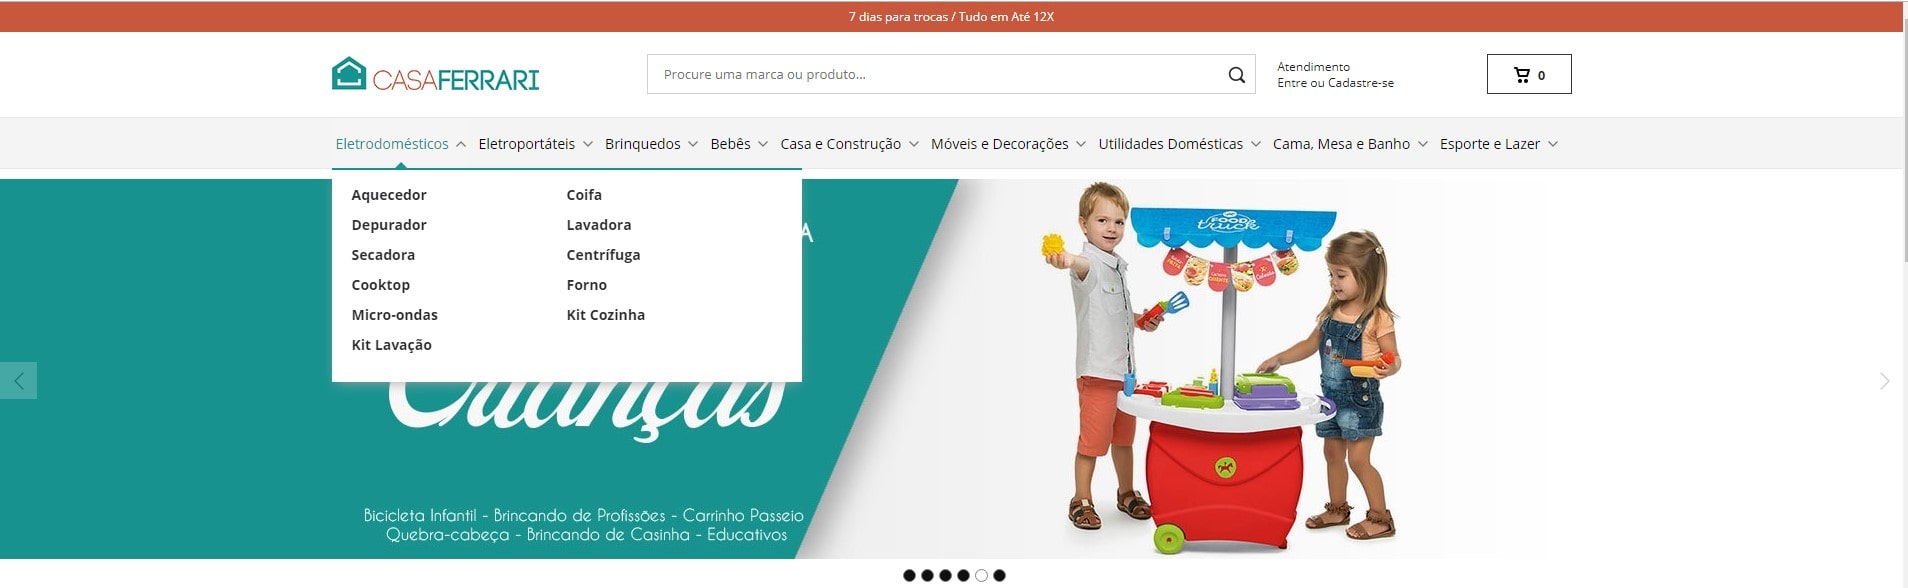 7 dias para trocas / Tudo em Até 12X
CASAFERRARI
Procure uma marca ou produto...
Atendimento
Entre ou Cadastre-se
0
Eletrodomésticos Eletroportáteis Brinquedos Bebês Casa e Construção Móveis e Decorações Utilidades Domésticas Cama, Mesa e Banho Esporte e Lazer
Aquecedor Coifa
Depurador Lavadora
Secadora Centrífuga
Cooktop Forno
Micro-ondas Kit Cozinha
Kit Lavação
A
Crianças
Bicicleta Infantil - Brincando de Profissões - Carrinho Passeio
Quebra-cabeça - Brincando de Casinha - Educativos
FOOD
truck